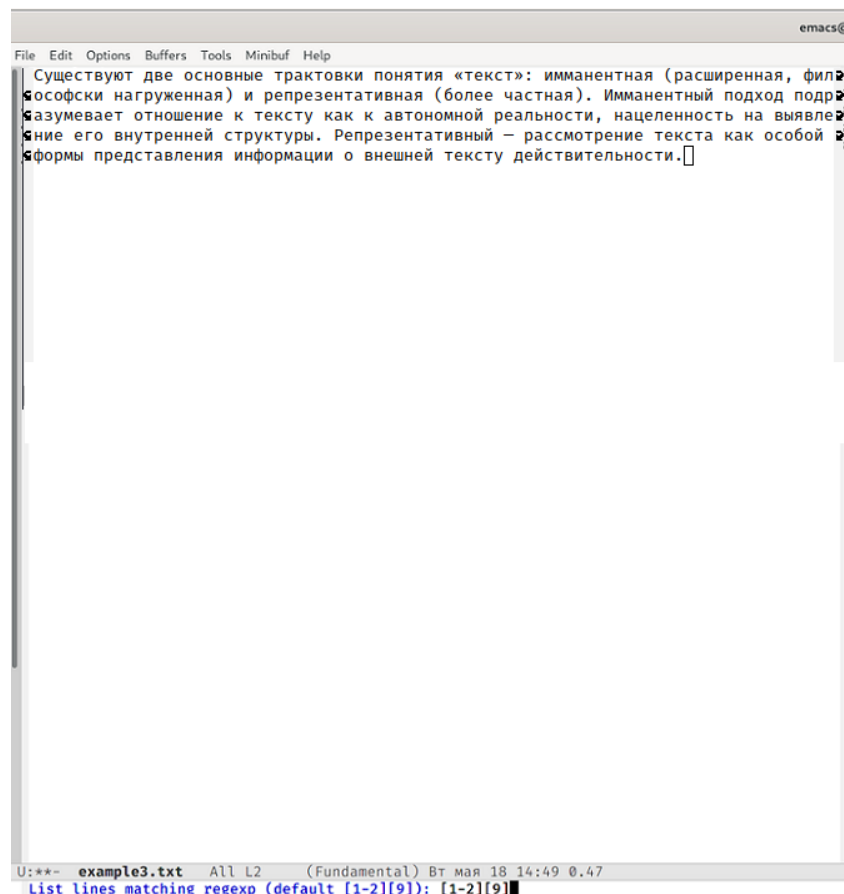 emacs@
File Edit Options Buffers Tools Minibuf Help
Существуют две основные трактовки понятия «текст»: имманентная (расширенная, фил
ософски нагруженная) и репрезентативная (более частная). Имманентный подход подр
азумевает отношение к тексту как к автономной реальности, нацеленность на выявле
ние его внутренней структуры. Репрезентативный — рассмотрение текста как особой
формы представления информации о внешней тексту действительности.
U:**- example3.txt All L2 (Fundamental) Вт мая 18 14:49 0.47
List lines matching regexp (default [1-2][9]): [1-2][9]